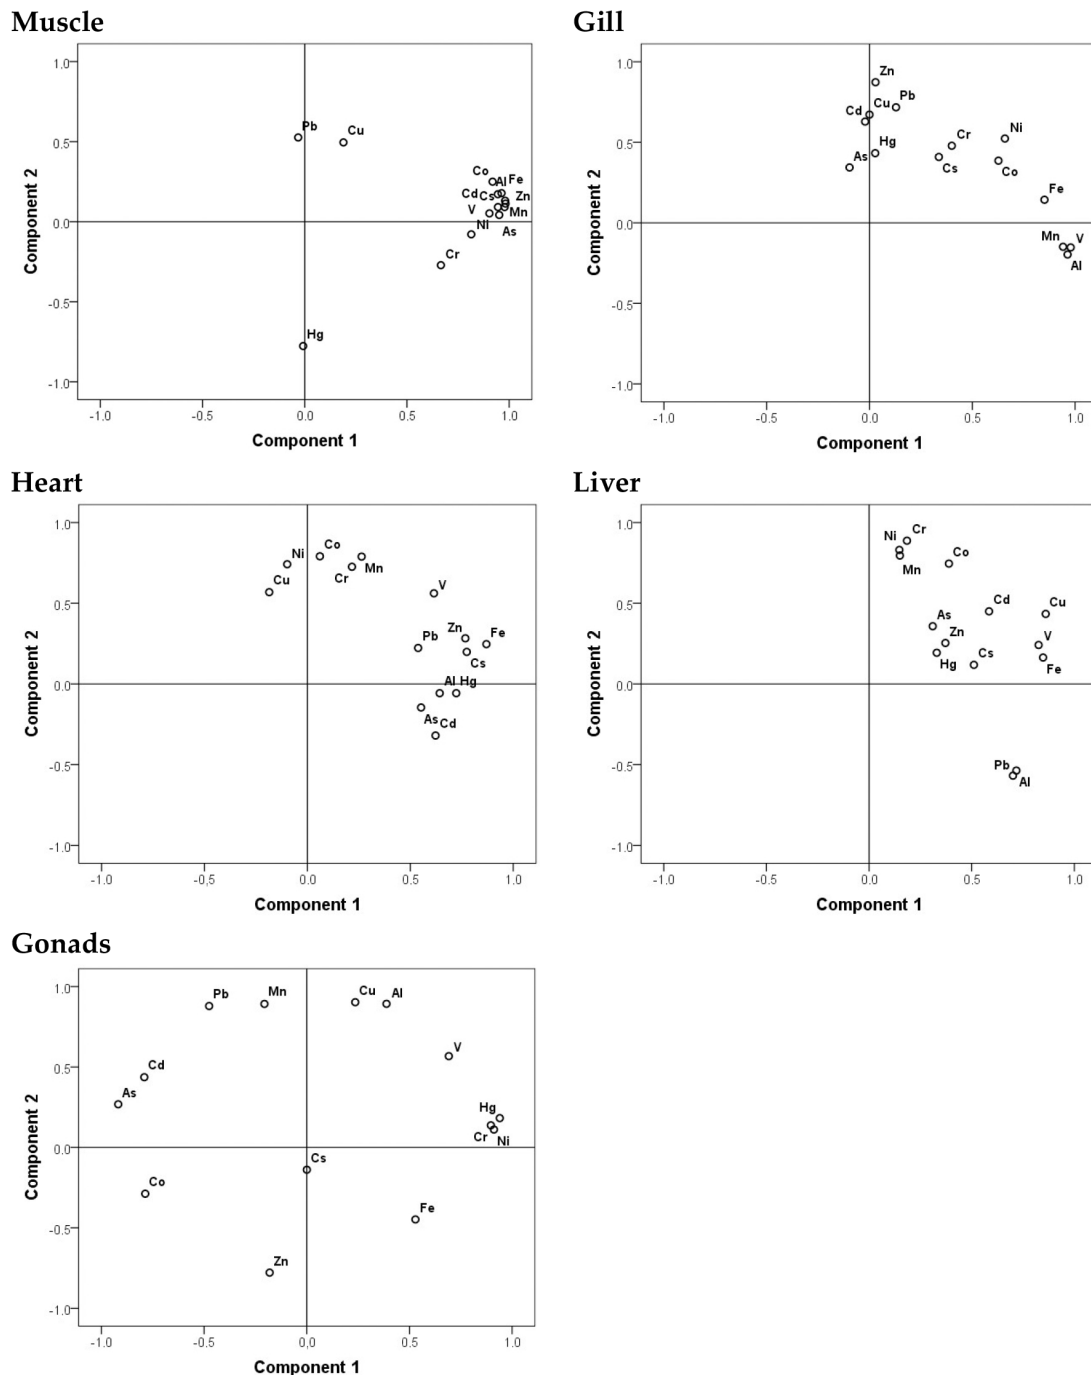 Muscle
1.0
0.5
0.0
-0.5
-1.0
Component 2
Pb
Cu
Co
Al Fe
Cd Cs Zn
V Mn
Ni As
Cr
Hg
-1.0 -0.5 0.0 0.5 1.0
Component 1
Gill
1.0
0.5
0.0
-0.5
-1.0
Component 2
Zn
Pb
Cd Cu
Hg
As
Cr
Cs
Ni
Co
Fe
Mn V
Al
-1.0 -0.5 0.0 0.5 1.0
Component 1
Heart
1.0
0.5
0.0
-0.5
-1.0
Component 2
Ni Co
Cu Cr Mn
V
Pb Zn Fe
Cs
Al Hg
As Cd
-1.0 -0,5 0.0 0.5 1.0
Component 1
Liver
1.0
0.5
0.0
-0.5
-1.0
Component 2
Ni Cr
Mn Co
Cd Cu
As
Zn V
Hg Cs Fe
Pb
Al
-1.0 -0.5 0.0 0.5 1.0
Component 1
Gonads
1.0
0.5
0.0
-0.5
-1.0
Component 2
Pb Mn Cu Al
V
Cd
As
Hg
Cr Ni
Cs
Co
Fe
Zn
-1.0 -0.5 0,0 0.5 1.0
Component 1